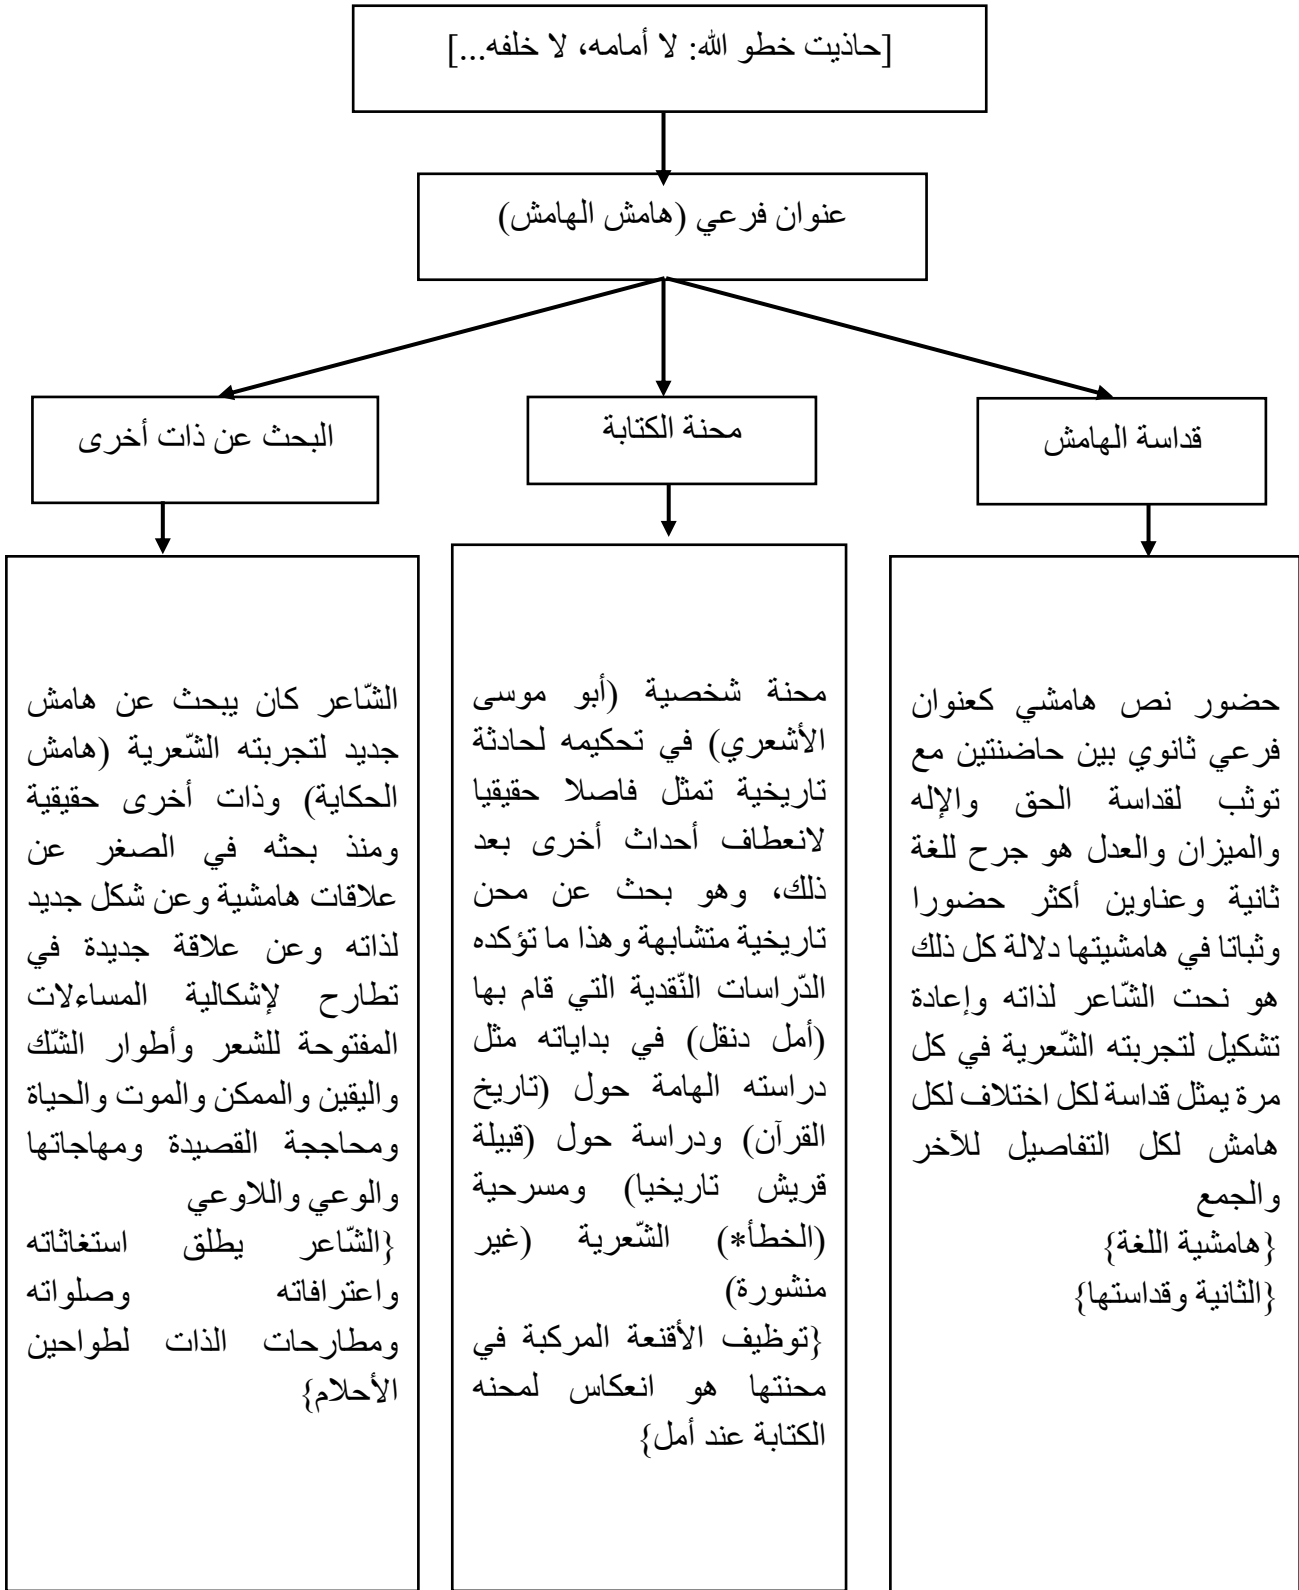 [حاذيت خطو الله: لا أمامه، لا خلفه...]
عنوان فرعي (هامش الهامش)
قداسة الهامش
محنة الكتابة
البحث عن ذات أخرى
حضور نص هامشي كعنوان
فرعي ثانوي بين حاضنتين مع
توثب لقداسة الحق والإله
والميزان والعدل هو جرح للغة
ثانية وعناوين أكثر حضورا
وثباتا في هامشيتها دلالة كل ذلك
هو نحت الشّاعر لذاته وإعادة
تشكيل لتجربته الشّعرية في كل
مرة يمثل قداسة لكل اختلاف لكل
هامش لكل التفاصيل للآخر
والجمع
{هامشية اللغة}
{الثانية وقداستها}
محنة شخصية (أبو موسى
الأشعري) في تحكيمه لحادثة
تاريخية تمثل فاصلا حقيقيا
لانعطاف أحداث أخرى بعد
ذلك، وهو بحث عن محن
تاريخية متشابهة وهذا ما تؤكده
الدّراسات النّقدية التي قام بها
(أمل دنقل) في بداياته مثل
دراسته الهامة حول (تاريخ
القرآن) ودراسة حول (قبيلة
قريش تاريخيا) ومسرحية
(الخطأ*) الشّعرية (غير
منشورة)
{توظيف الأقنعة المركبة في
محنتها هو انعكاس لمحنه
الكتابة عند أمل}
الشّاعر كان يبحث عن هامش
جديد لتجربته الشّعرية (هامش
الحكاية) وذات أخرى حقيقية
ومنذ بحثه في الصغر عن
علاقات هامشية وعن شكل جديد
لذاته وعن علاقة جديدة في
تطارح لإشكالية المساءلات
المفتوحة للشعر وأطوار الشّك
واليقين والممكن والموت والحياة
ومحاججة القصيدة ومهاجاتها
والوعي واللاوعي
{الشّاعر يطلق استغاثاته
واعترافاته وصلواته
ومطارحات الذات لطواحين
الأحلام}